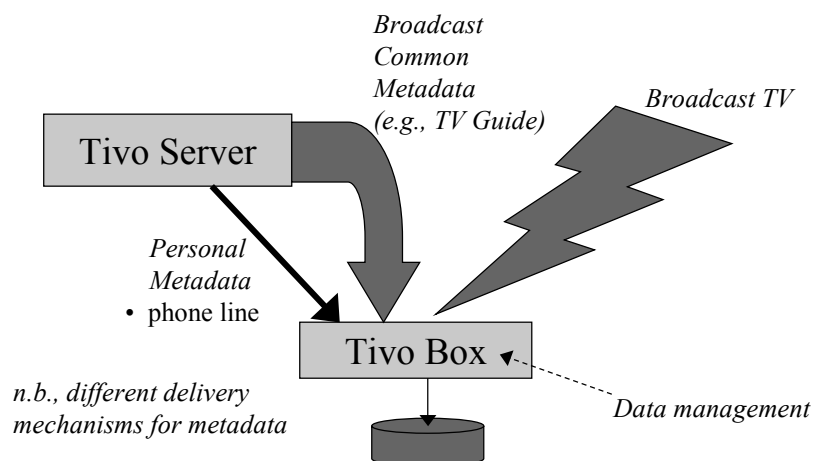 Broadcast
Common
Metadata
(e.g., TV Guide)
Broadcast TV
Tivo Server
Personal
Metadata
• phone line
Tivo Box
n.b., different delivery
mechanisms for metadata
Data management